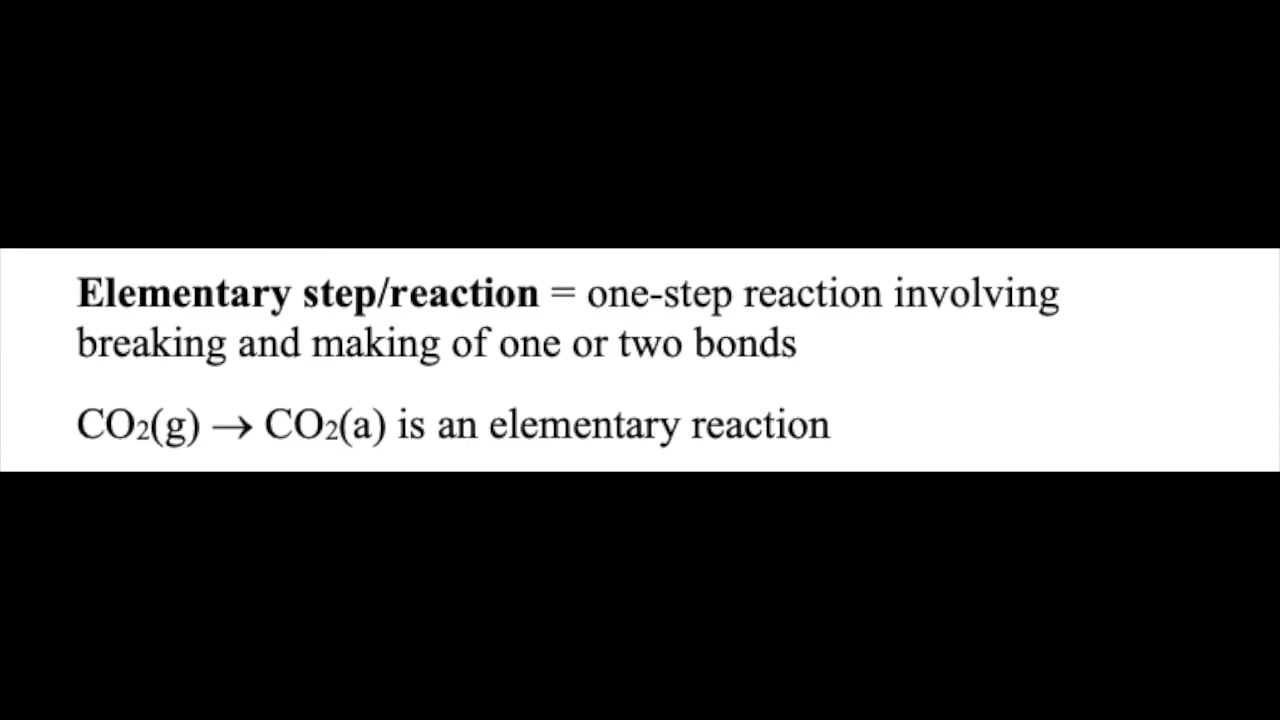 Elementary step/reaction = one-step reaction involving
breaking and making of one or two bonds
CO₂(g) → CO₂(a) is an elementary reaction